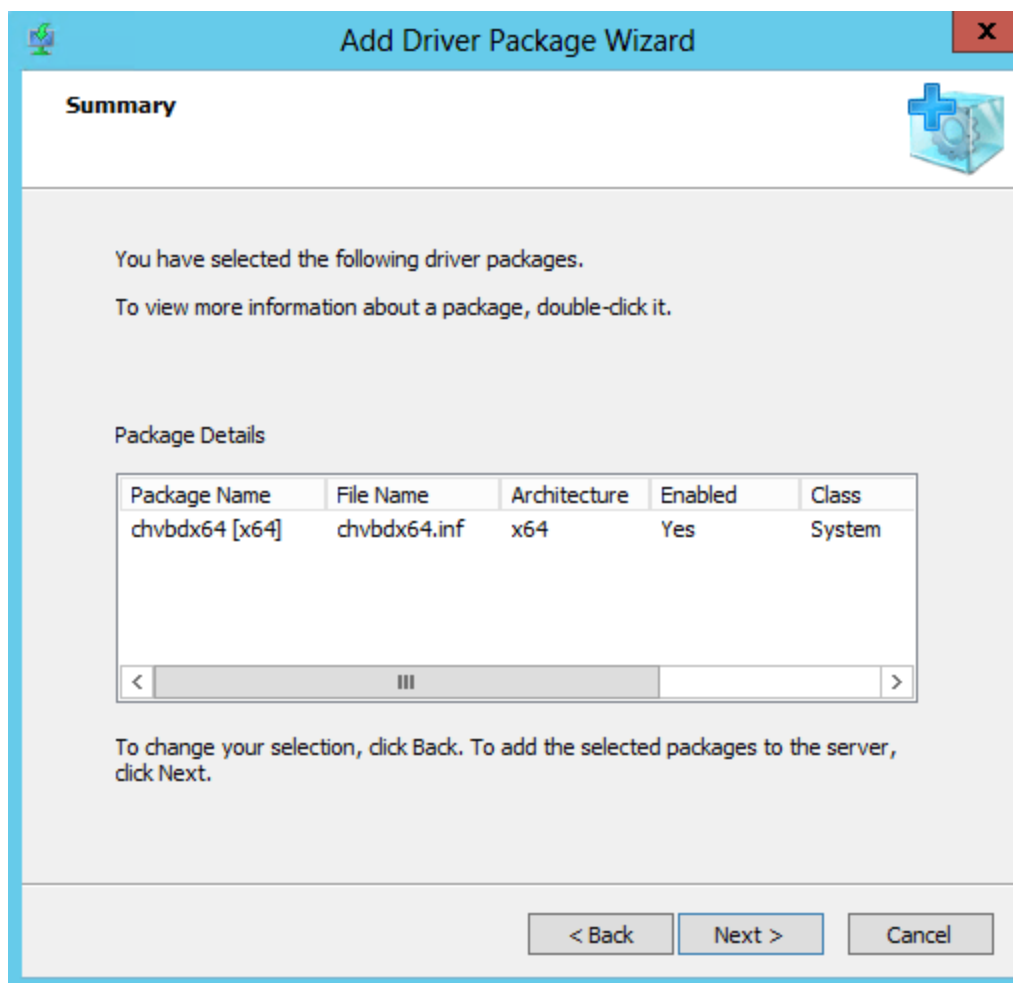 Add Driver Package Wizard
x
Summary
You have selected the following driver packages.
To view more information about a package, double-click it.
Package Details
Package Name File Name Architecture Enabled Class
chvbdx64 [x64] chvbdx64.inf x64 Yes System
To change your selection, click Back. To add the selected packages to the server,
click Next.
< Back Next > Cancel